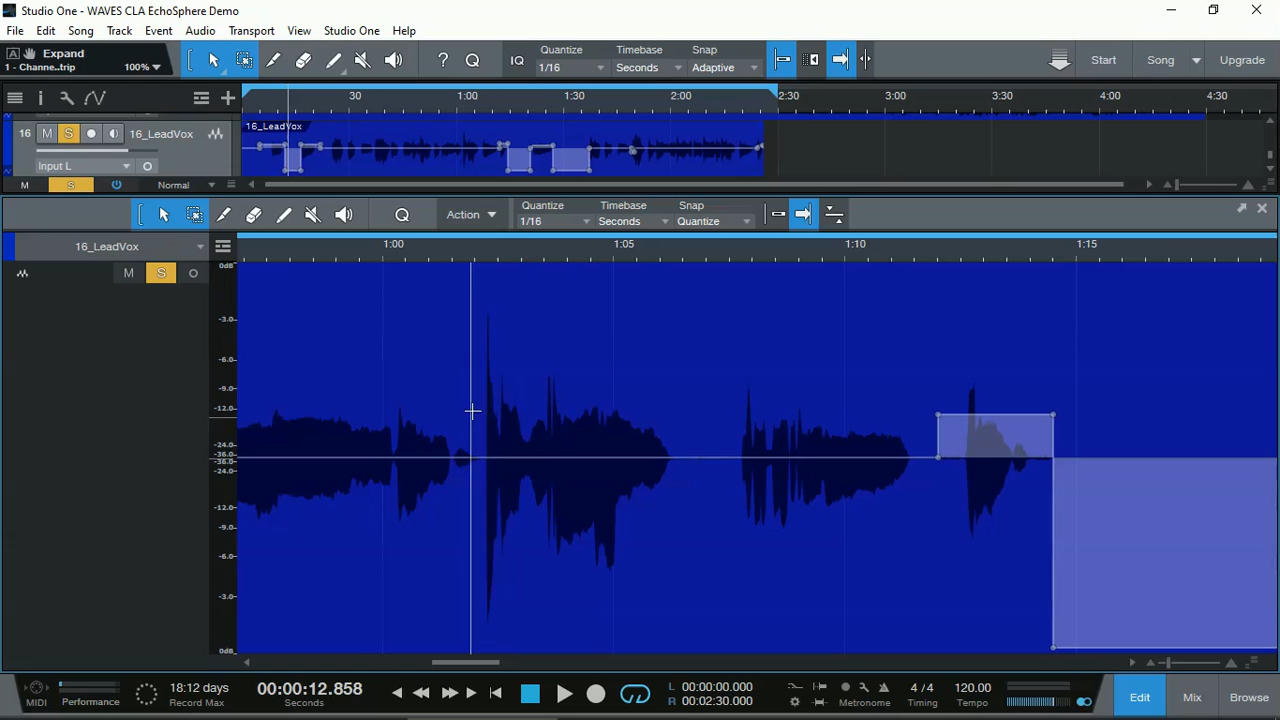 Studio One - WAVES CLA EchoSphere Demo
File Edit Song Track Event Audio Transport View Studio One Help
A Expand
1 - Channe..trip 100%
IQ Quantize 1/16 Timebase Seconds Snap Adaptive
Start Song Upgrade
30 1:00 1:30 2:00 2:30 3:00 3:30 4:00 4:30
16 M S 16_LeadVox
16_LeadVox
Input L
M S Normal
Action Quantize 1/16 Timebase Seconds Snap Quantize
16_LeadVox
1:00 1:05 1:10 1:15
M S
0dB
-3.0
-6.0
-9.0
-12.0
-24.0
-36.0
-36.0
-24.0
-12.0
-9.0
-6.0
-3.0
0dB
MIDI
Performance
18:12 days
Record Max
00:00:12.858
Seconds
L 00:00:00.000
R 00:02:30.000
Metronome
4 / 4
Timing
120.00
Tempo
Edit Mix Browse